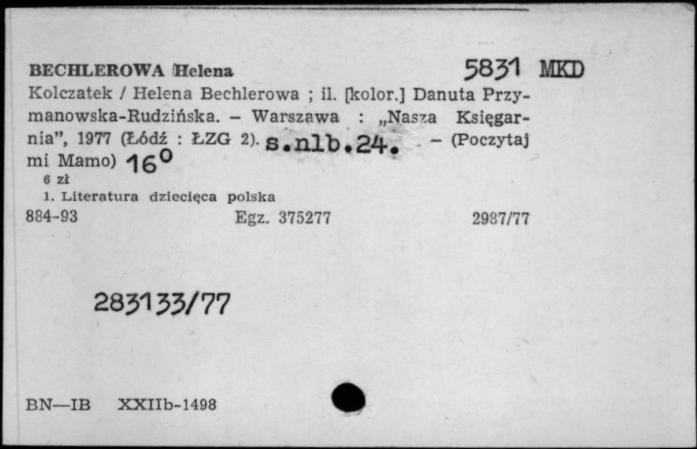 BECHLEROWA Helena 5831 MKD
Kolczatek / Helena Bechlerowa ; il. [kolor.] Danuta Przy-
manowska-Rudzińska. – Warszawa : „Nasza Księgar-
nia”, 1977 (Łódź : ŁZG 2). s.nlb.24. – (Poczytaj
mi Mamo) 16°
6 zł
1. Literatura dziecięca polska
884-93 Egz. 375277 2987/77
283133/77
BN—IB XXIIb-1498